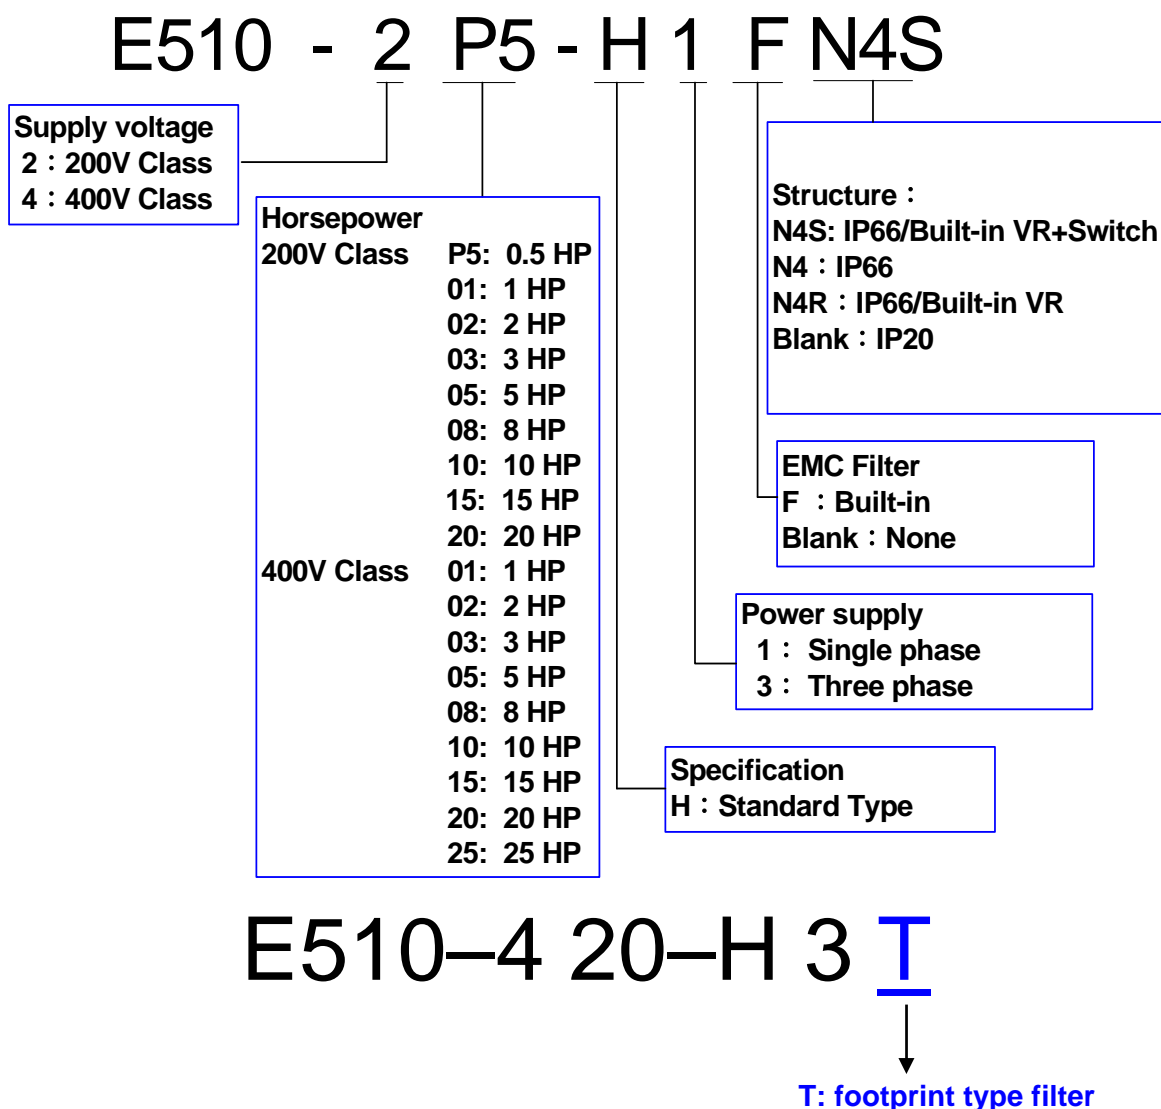 E510 - 2 P5 - H 1 F N4S
Supply voltage
2：200V Class
4：400V Class
Horsepower
200V Class P5: 0.5 HP
01: 1 HP
02: 2 HP
03: 3 HP
05: 5 HP
08: 8 HP
10: 10 HP
15: 15 HP
20: 20 HP
400V Class 01: 1 HP
02: 2 HP
03: 3 HP
05: 5 HP
08: 8 HP
10: 10 HP
15: 15 HP
20: 20 HP
25: 25 HP
Structure：
N4S: IP66/Built-in VR+Switch
N4：IP66
N4R：IP66/Built-in VR
Blank：IP20
EMC Filter
F ：Built-in
Blank：None
Power supply
1： Single phase
3： Three phase
Specification
H：Standard Type
E510–4 20–H 3 T
T: footprint type filter